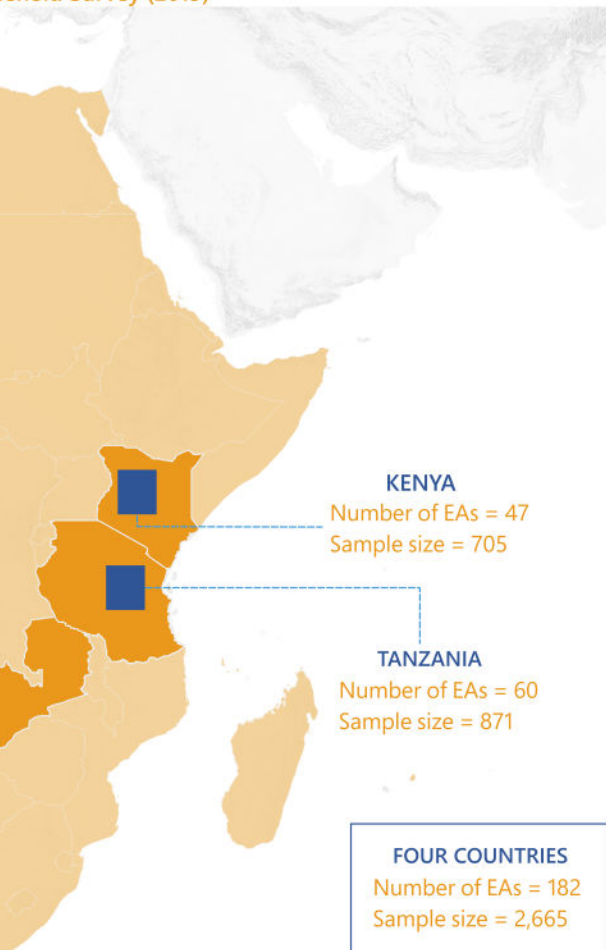 KENYA
Number of EAs = 47
Sample size = 705
TANZANIA
Number of EAs = 60
Sample size = 871
FOUR COUNTRIES
Number of EAs = 182
Sample size = 2,665